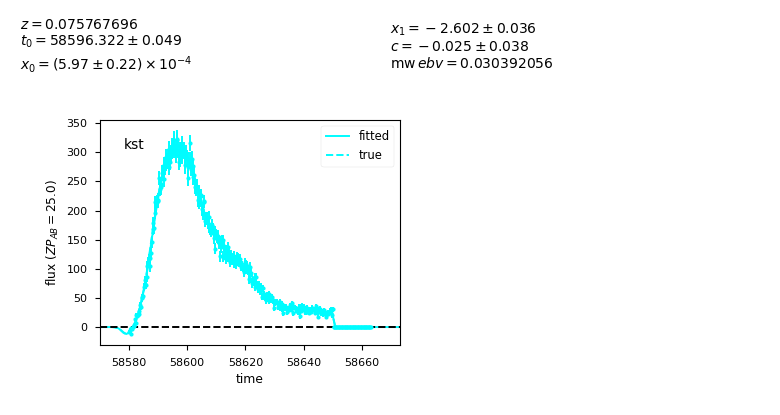 z = 0.075767696
t₀ = 58596.322 ± 0.049
x₀ = (5.97 ± 0.22) × 10⁻⁴
x₁ = −2.602 ± 0.036
c = −0.025 ± 0.038
mw ebv = 0.030392056
kst
fitted
true
350
300
250
200
150
100
50
0
flux (ZP_AB = 25.0)
58580 58600 58620 58640 58660
time